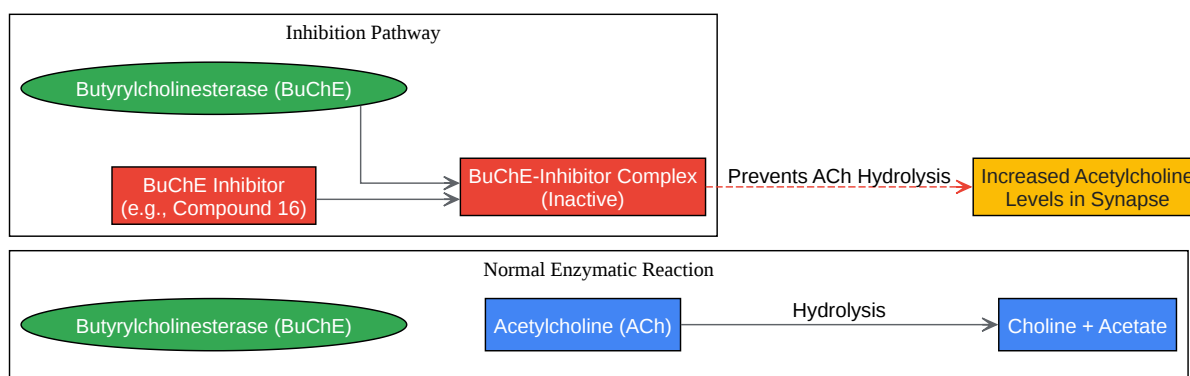 Inhibition Pathway
Butyrylcholinesterase (BuChE)
BuChE Inhibitor
(e.g., Compound 16)
BuChE-Inhibitor Complex
(Inactive)
Prevents ACh Hydrolysis
Increased Acetylcholine
Levels in Synapse
Normal Enzymatic Reaction
Butyrylcholinesterase (BuChE)
Acetylcholine (ACh)
Hydrolysis
Choline + Acetate